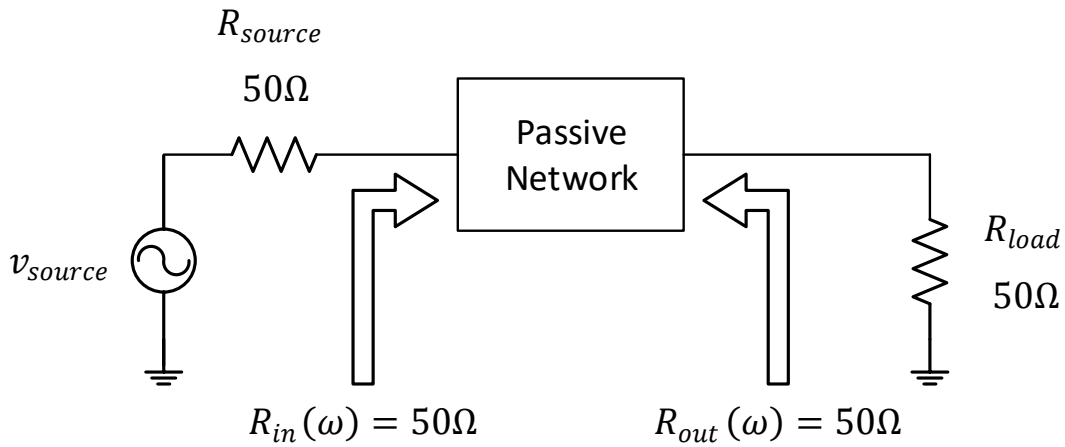 R_source
50Ω
Passive
Network
v_source
R_load
50Ω
R_in(ω) = 50Ω
R_out(ω) = 50Ω